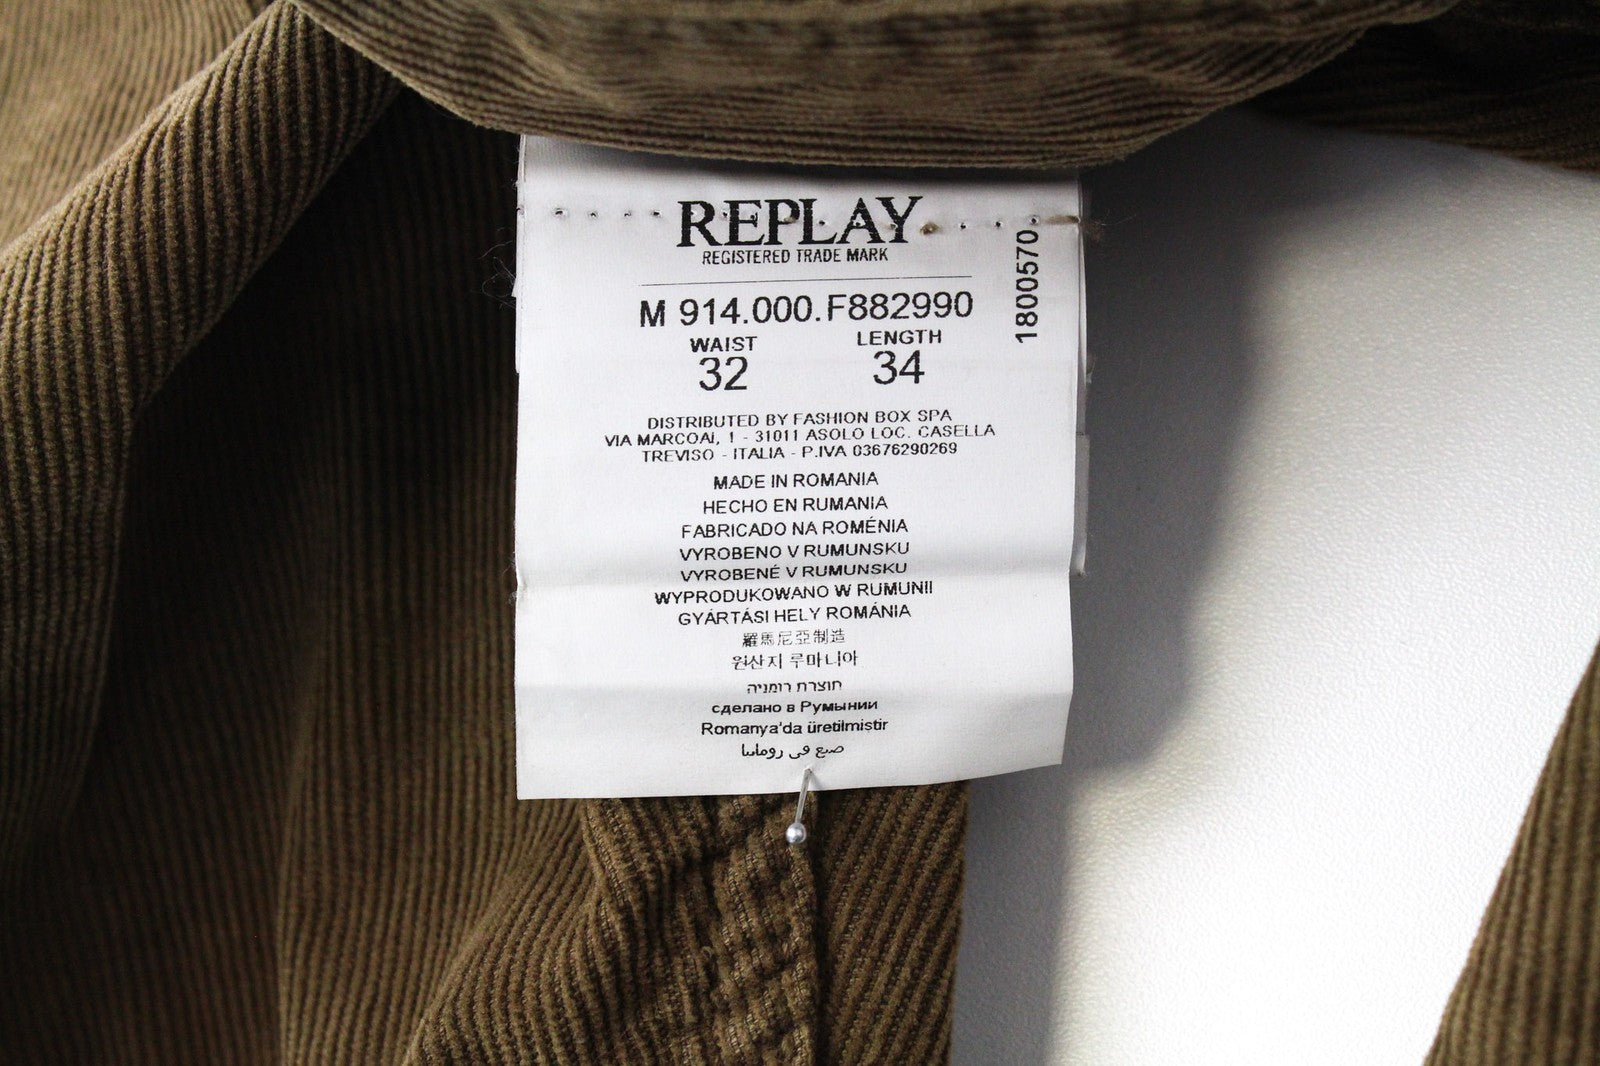 REPLAY
REGISTERED TRADE MARK
1800570
M 914.000.F882990
WAIST LENGTH
32 34
DISTRIBUTED BY FASHION BOX SPA
VIA MARCOAI, 1 - 31011 ASOLO LOC. CASELLA
TREVISO - ITALIA - P.IVA 03676290269
MADE IN ROMANIA
HECHO EN RUMANIA
FABRICADO NA ROMÉNIA
VYROBENO V RUMUNSKU
VYROBENÉ V RUMUNSKU
WYPRODUKOWANO W RUMUNII
GYÁRTÁSI HELY ROMÁNIA
羅馬尼亞制造
원산지 루마니아
תוצרת רומניה
сделано в Румынии
Romanya'da üretilmistir
صنع في رومانيا